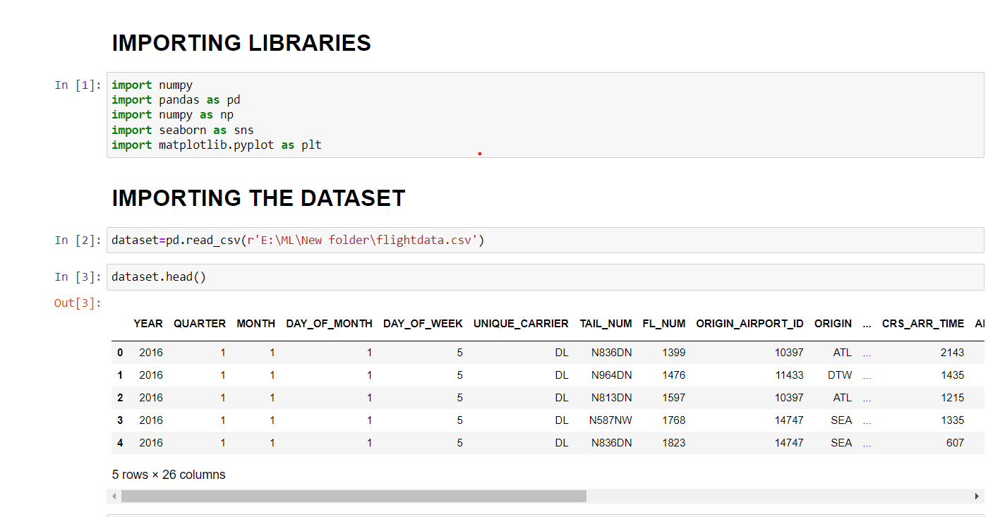 IMPORTING LIBRARIES
In [1]: import numpy
import pandas as pd
import numpy as np
import seaborn as sns
import matplotlib.pyplot as plt
IMPORTING THE DATASET
In [2]: dataset=pd.read_csv(r'E:\ML\New folder\flightdata.csv')
In [3]: dataset.head()
Out[3]:
YEAR QUARTER MONTH DAY_OF_MONTH DAY_OF_WEEK UNIQUE_CARRIER TAIL_NUM FL_NUM ORIGIN_AIRPORT_ID ORIGIN ... CRS_ARR_TIME
0 2016 1 1 1 5 DL N836DN 1399 10397 ATL ... 2143
1 2016 1 1 1 5 DL N964DN 1476 11433 DTW ... 1435
2 2016 1 1 1 5 DL N813DN 1597 10397 ATL ... 1215
3 2016 1 1 1 5 DL N587NW 1768 14747 SEA ... 1335
4 2016 1 1 1 5 DL N836DN 1823 14747 SEA ... 607
5 rows × 26 columns